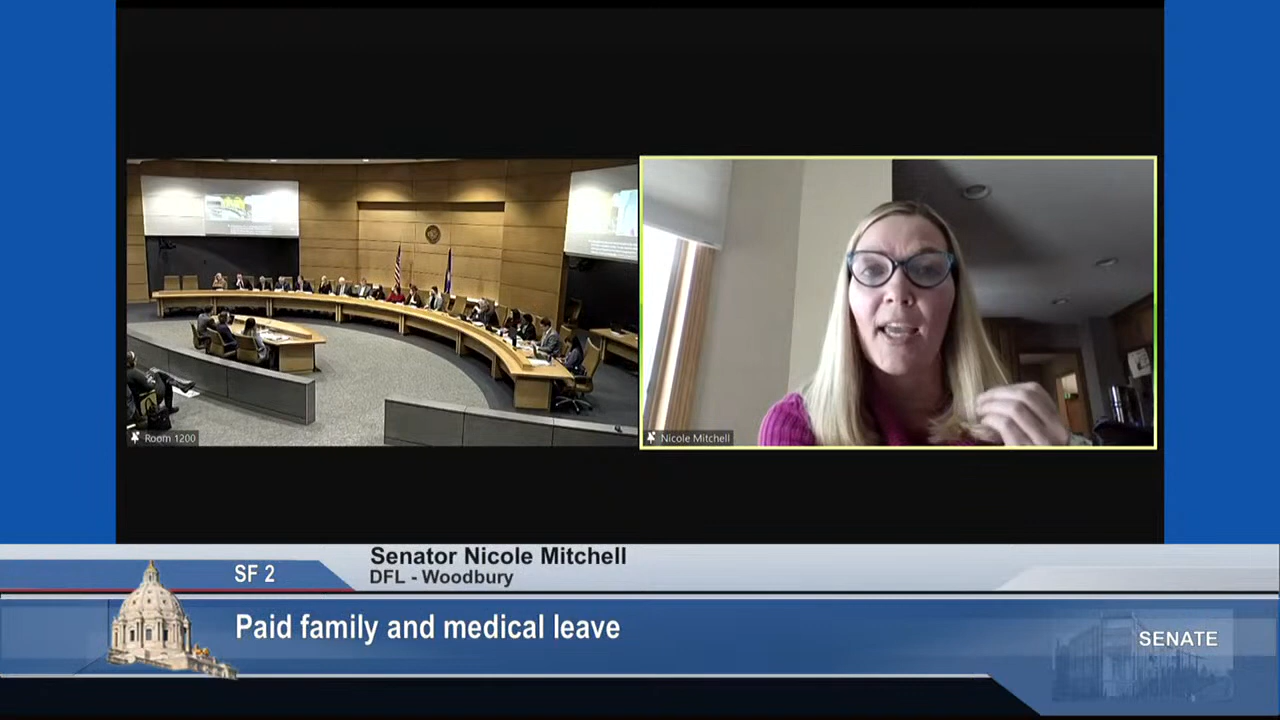 Room 1200
Nicole Mitchell
Senator Nicole Mitchell
DFL - Woodbury
SF 2
Paid family and medical leave
SENATE